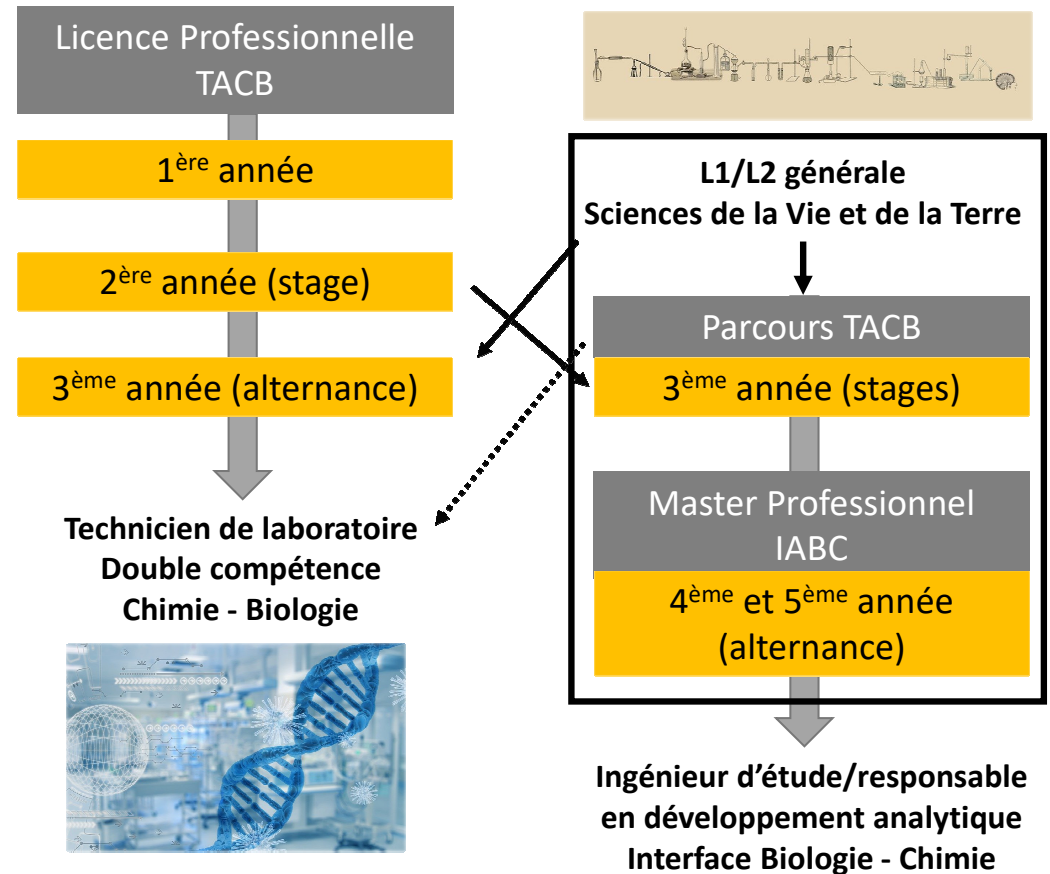 Licence Professionnelle
TACB
1ère année
2ère année (stage)
3ème année (alternance)
Technicien de laboratoire
Double compétence
Chimie - Biologie
L1/L2 générale
Sciences de la Vie et de la Terre
Parcours TACB
3ème année (stages)
Master Professionnel
IABC
4ème et 5ème année
(alternance)
Ingénieur d’étude/responsable
en développement analytique
Interface Biologie - Chimie